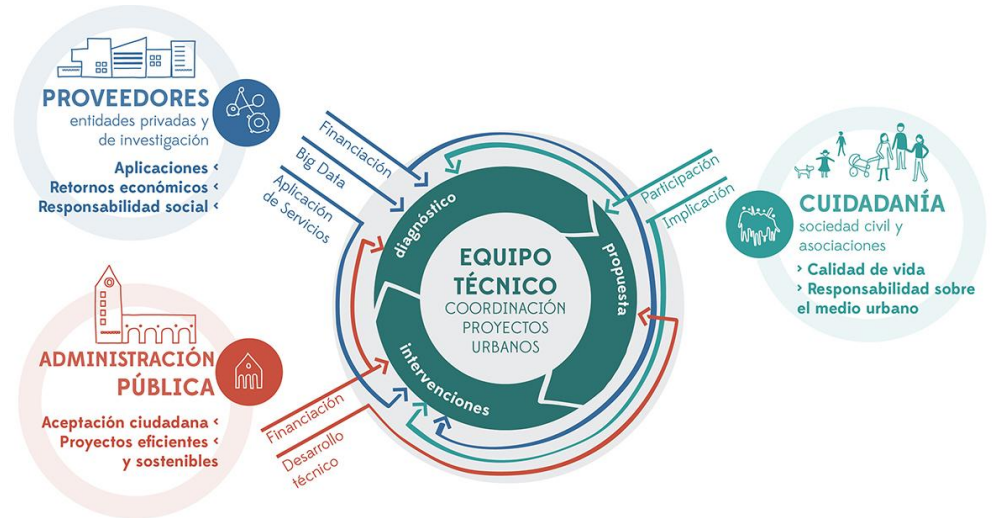 PROVEEDORES
entidades privadas y
de investigación
Aplicaciones ‹
Retornos económicos ‹
Responsabilidad social ‹
Financiación
Big Data
Aplicación
de Servicios
ADMINISTRACIÓN
PÚBLICA
Aceptación ciudadana ‹
Proyectos eficientes ‹
y sostenibles
Financiación
Desarrollo
técnico
diagnóstico
propuesta
intervenciones
EQUIPO
TÉCNICO
COORDINACIÓN
PROYECTOS
URBANOS
Participación
Implicación
CUIDADANÍA
sociedad civil y
asociaciones
› Calidad de vida
› Responsabilidad sobre
el medio urbano